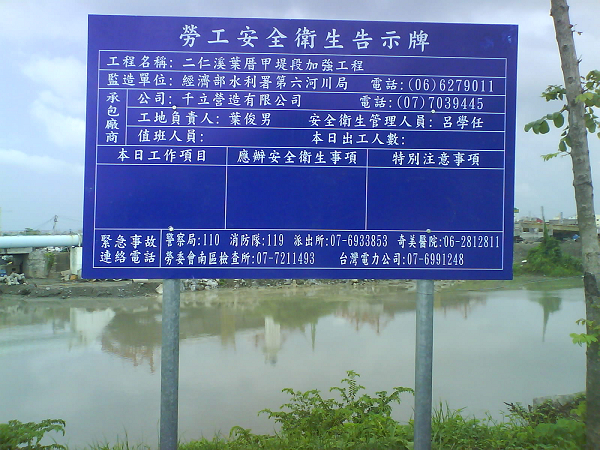 勞工安全衛生告示牌
工程名稱: 二仁溪葉厝甲堤段加強工程
監造單位: 經濟部水利署第六河川局 電話:(06)6279011
承包廠商
公司: 千立營造有限公司 電話:(07)7039445
工地負責人: 葉俊男 安全衛生管理人員: 呂學任
值班人員: 本日出工人數:
本日工作項目 應辦安全衛生事項 特別注意事項
緊急事故
連絡電話
警察局:110 消防隊:119 派出所:07-6933853 奇美醫院:06-2812811
勞委會南區檢查所:07-7211493 台灣電力公司:07-6991248